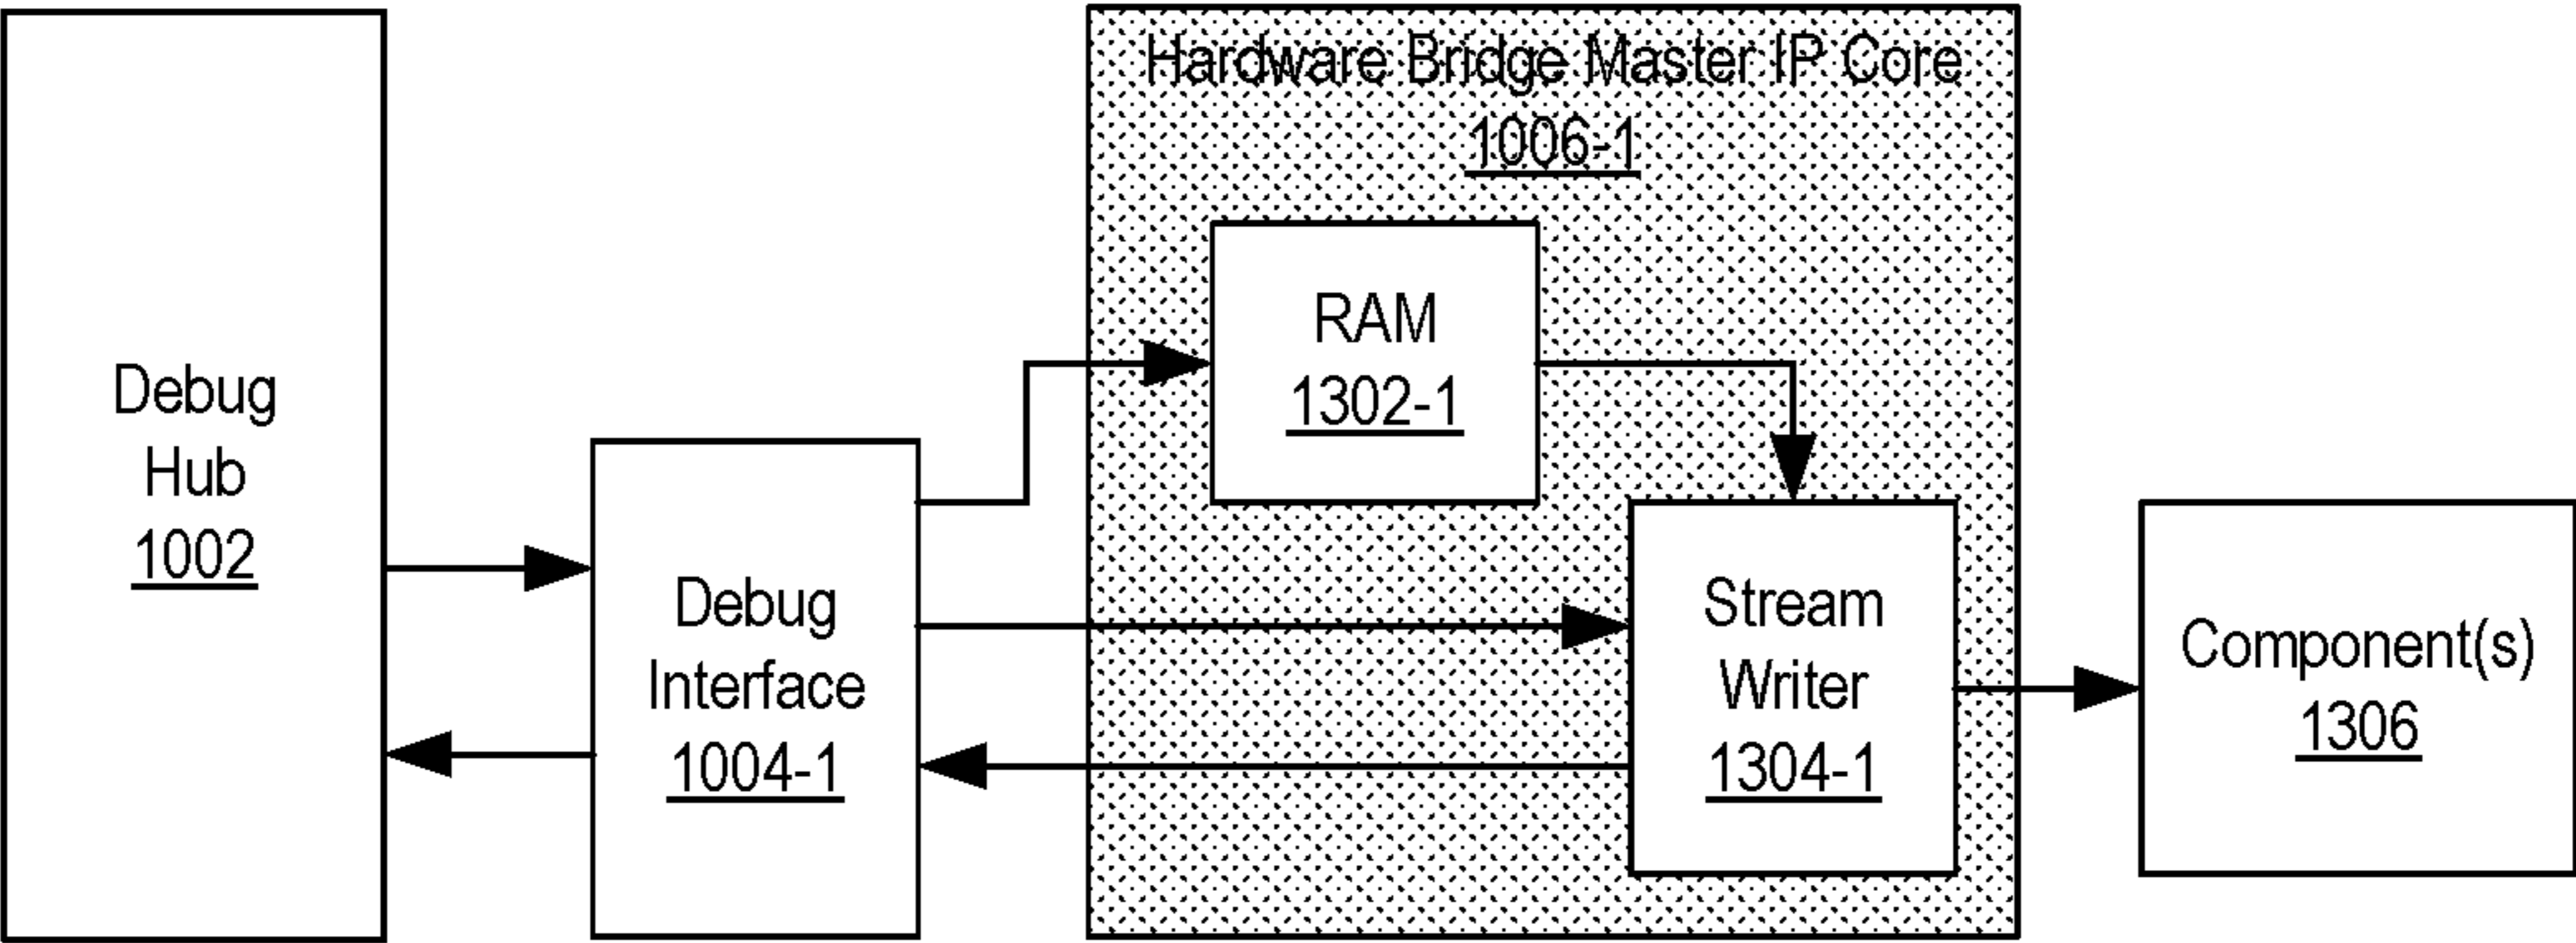 Hardware Bridge Master IP Core
1006-1
RAM
1302-1
Debug
Hub
1002
Debug
Interface
1004-1
Stream
Writer
1304-1
Component(s)
1306